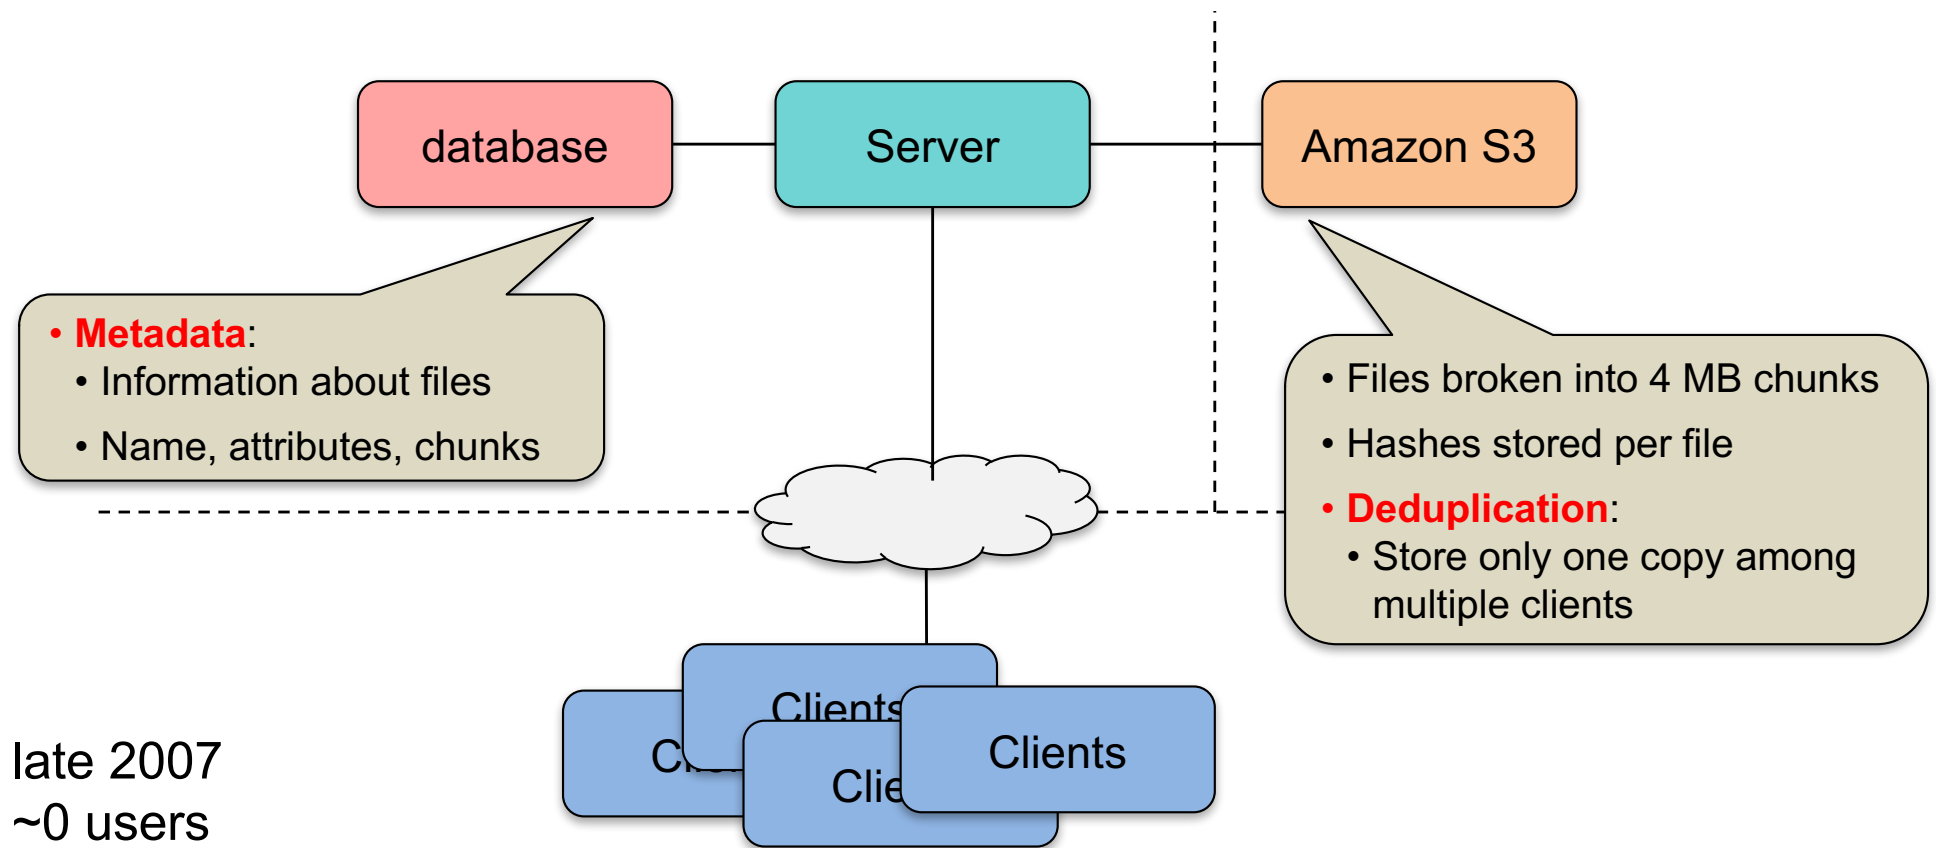 database
Server
Amazon S3
• Metadata:
• Information about files
• Name, attributes, chunks
• Files broken into 4 MB chunks
• Hashes stored per file
• Deduplication:
• Store only one copy among
multiple clients
Clients
Clients
late 2007
~0 users